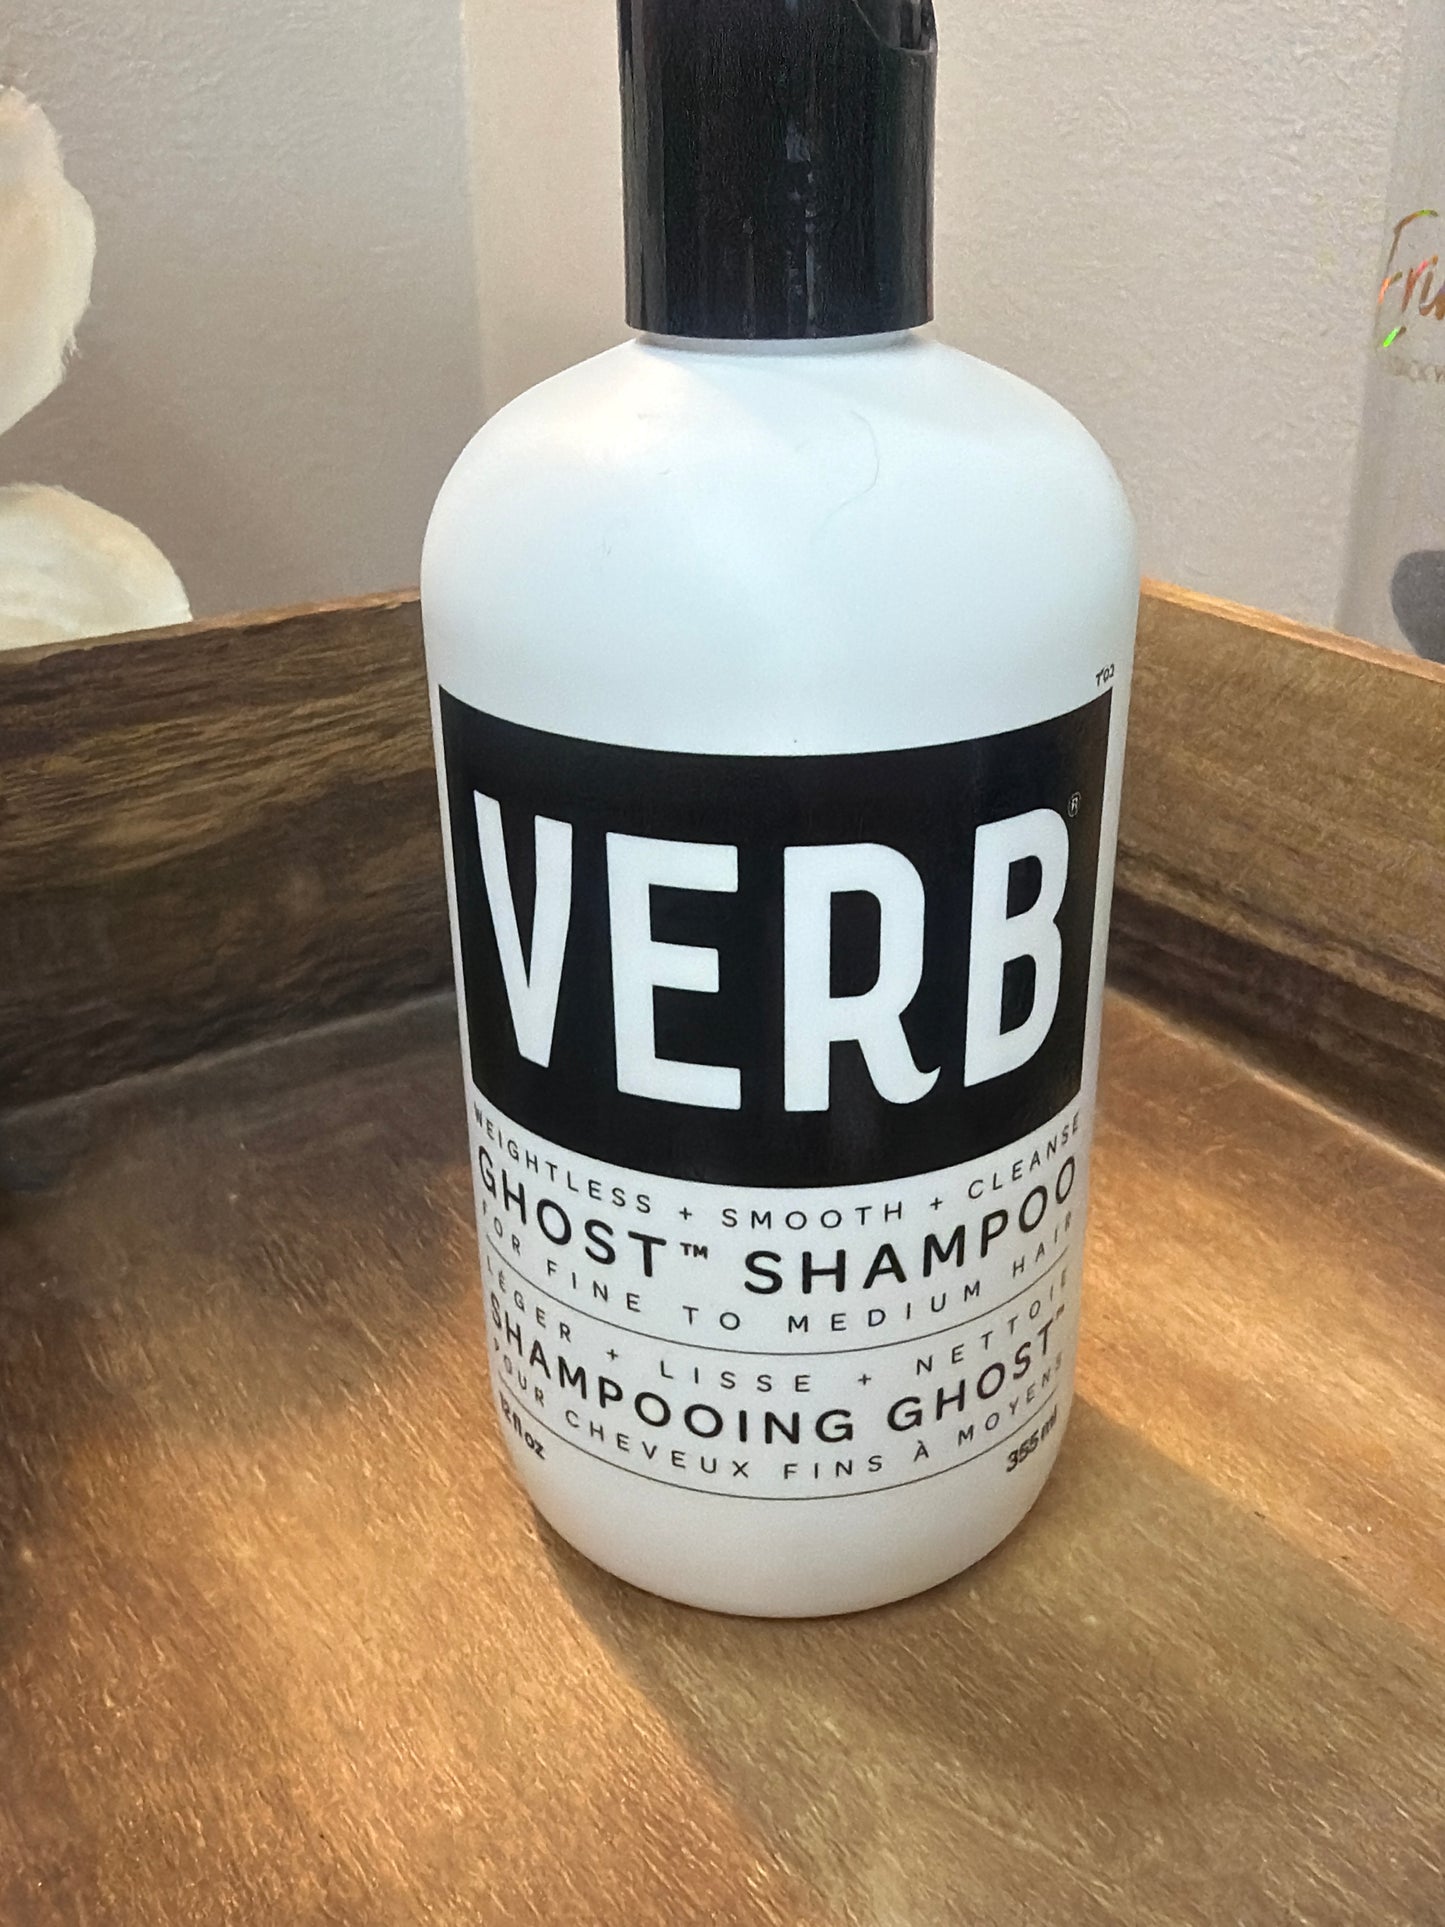 VERB®
WEIGHTLESS + SMOOTH + CLEANSE
GHOST™ SHAMPOO
FOR FINE TO MEDIUM HAIR
LÉGER + LISSE + NETTOIE
SHAMPOOING GHOST™
POUR CHEVEUX FINS À MOYENS
12 fl oz 355 ml